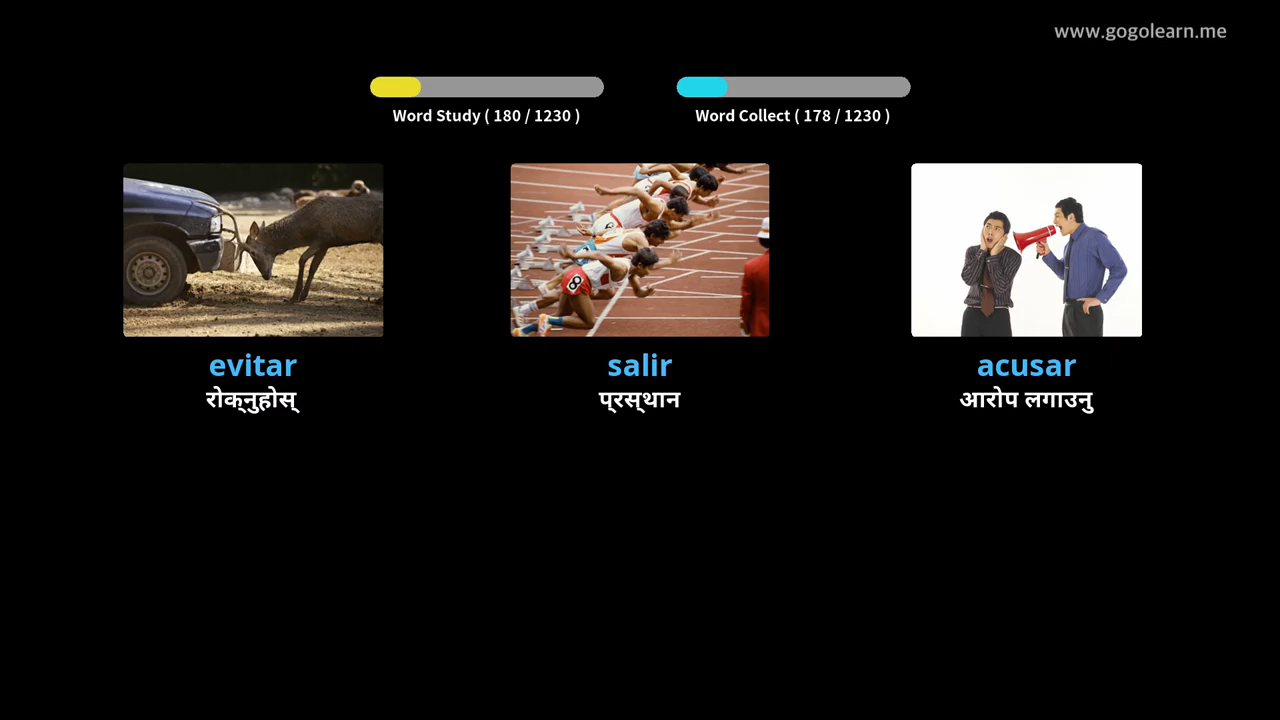 www.gogolearn.me
Word Study ( 180 / 1230 )
Word Collect ( 178 / 1230 )
evitar
रोक्‍नुहोस्
salir
प्रस्थान
acusar
आरोप लगाउनु